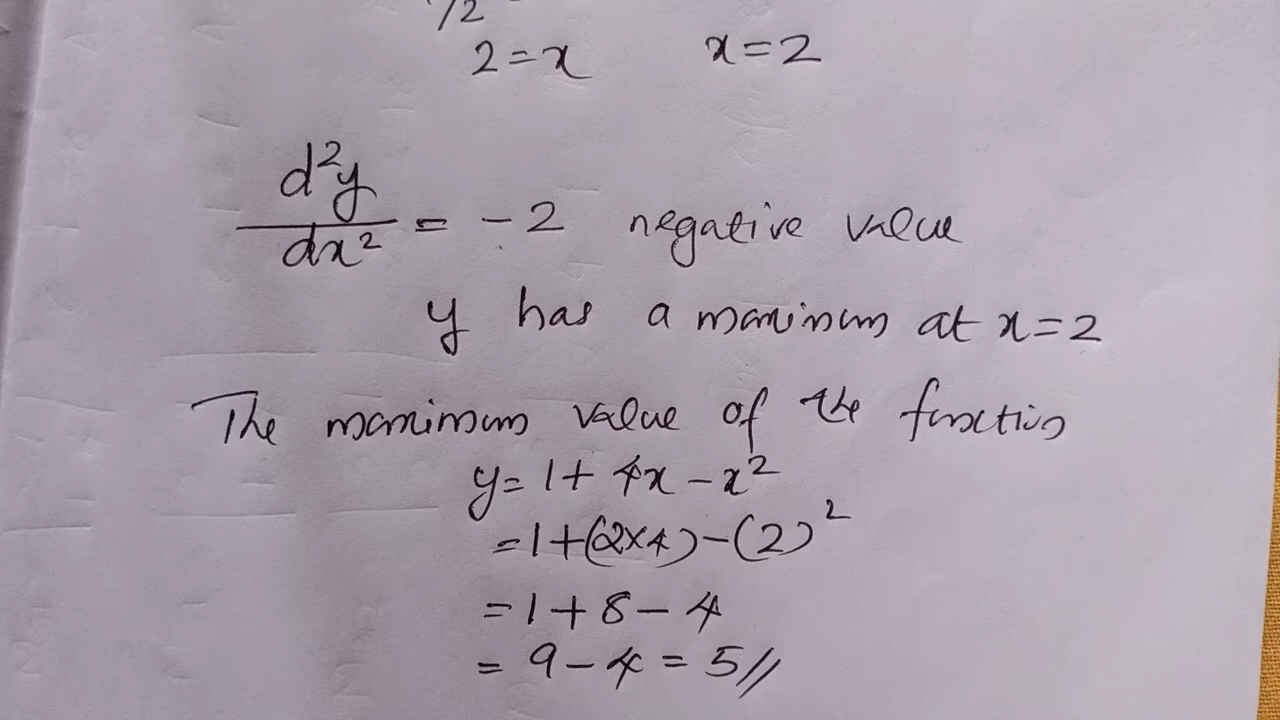 /2
2=x x=2
d²y/dx² = -2 negative value
y has a maximum at x=2
The maximum value of the function
y= 1+ 4x - x²
=1+(2×4)-(2)²
=1+8-4
= 9-4 = 5//